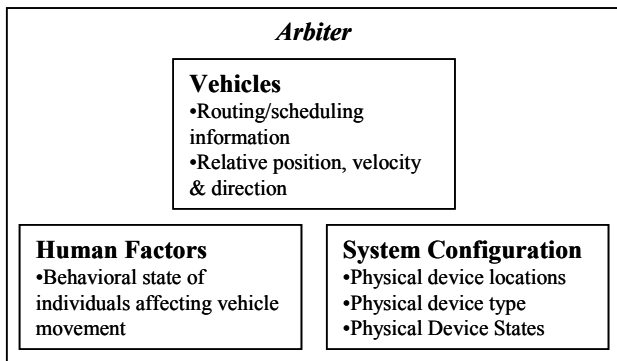 Arbiter
Vehicles
•Routing/scheduling
information
•Relative position, velocity
& direction
Human Factors
•Behavioral state of
individuals affecting vehicle
movement
System Configuration
•Physical device locations
•Physical device type
•Physical Device States